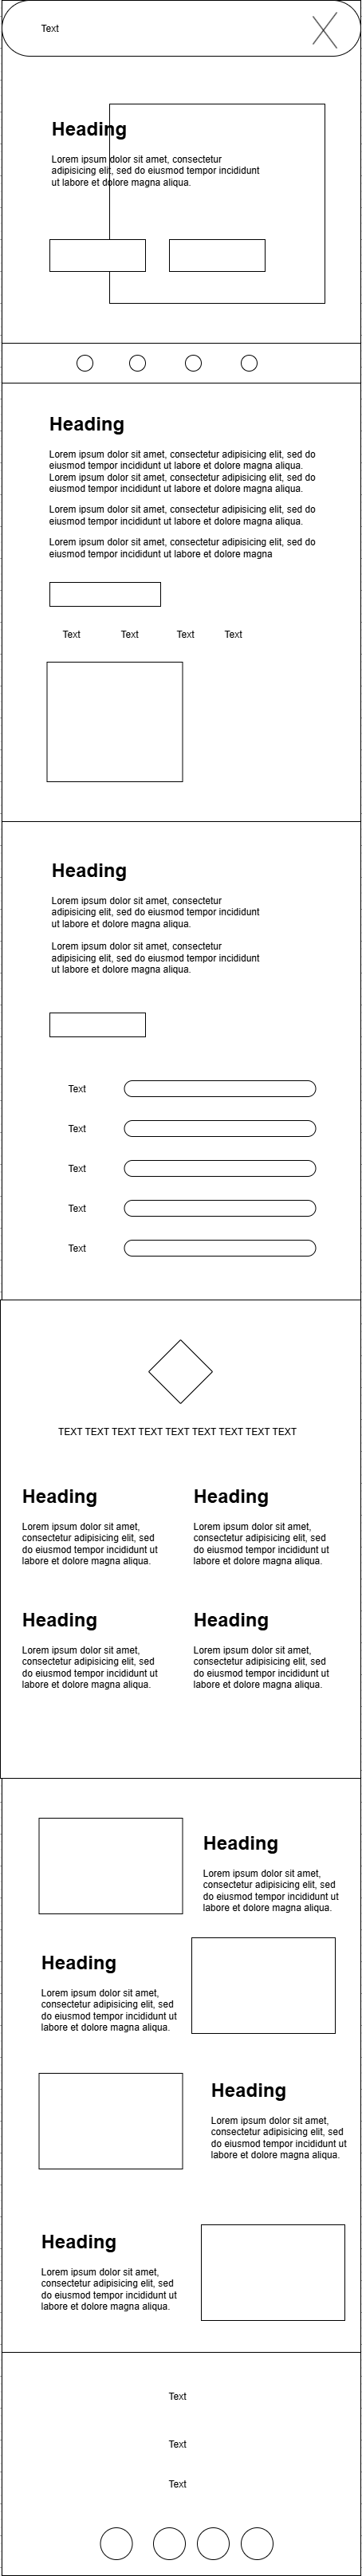 Text
Heading
Lorem ipsum dolor sit amet, consectetur
adipisicing elit, sed do eiusmod tempor incididunt
ut labore et dolore magna aliqua.
Heading
Lorem ipsum dolor sit amet, consectetur adipisicing elit, sed do
eiusmod tempor incididunt ut labore et dolore magna aliqua.
Lorem ipsum dolor sit amet, consectetur adipisicing elit, sed do
eiusmod tempor incididunt ut labore et dolore magna aliqua.
Lorem ipsum dolor sit amet, consectetur adipisicing elit, sed do
eiusmod tempor incididunt ut labore et dolore magna aliqua.
Lorem ipsum dolor sit amet, consectetur adipisicing elit, sed do
eiusmod tempor incididunt ut labore et dolore magna
Text Text Text Text
Heading
Lorem ipsum dolor sit amet, consectetur
adipisicing elit, sed do eiusmod tempor incididunt
ut labore et dolore magna aliqua.
Lorem ipsum dolor sit amet, consectetur
adipisicing elit, sed do eiusmod tempor incididunt
ut labore et dolore magna aliqua.
Text
Text
Text
Text
Text
TEXT TEXT TEXT TEXT TEXT TEXT TEXT TEXT TEXT
Heading
Lorem ipsum dolor sit amet,
consectetur adipisicing elit, sed
do eiusmod tempor incididunt ut
labore et dolore magna aliqua.
Heading
Lorem ipsum dolor sit amet,
consectetur adipisicing elit, sed
do eiusmod tempor incididunt ut
labore et dolore magna aliqua.
Heading
Lorem ipsum dolor sit amet,
consectetur adipisicing elit, sed
do eiusmod tempor incididunt ut
labore et dolore magna aliqua.
Heading
Lorem ipsum dolor sit amet,
consectetur adipisicing elit, sed
do eiusmod tempor incididunt ut
labore et dolore magna aliqua.
Heading
Lorem ipsum dolor sit amet,
consectetur adipisicing elit, sed
do eiusmod tempor incididunt ut
labore et dolore magna aliqua.
Heading
Lorem ipsum dolor sit amet,
consectetur adipisicing elit, sed
do eiusmod tempor incididunt ut
labore et dolore magna aliqua.
Heading
Lorem ipsum dolor sit amet,
consectetur adipisicing elit, sed
do eiusmod tempor incididunt ut
labore et dolore magna aliqua.
Heading
Lorem ipsum dolor sit amet,
consectetur adipisicing elit, sed
do eiusmod tempor incididunt ut
labore et dolore magna aliqua.
Text
Text
Text